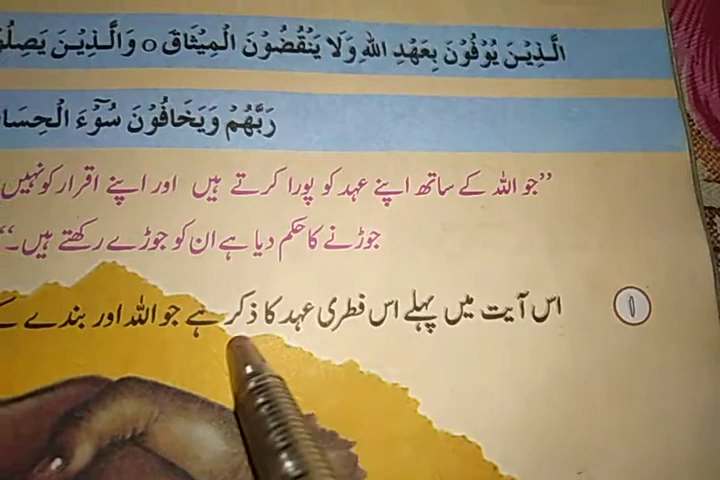 الَّذِيْنَ يُوْفُوْنَ بِعَهْدِ اللّٰهِ وَلَا يَنْقُضُوْنَ الْمِيْثَاقَ ○ وَالَّذِيْنَ
رَبَّهُمْ وَيَخَافُوْنَ سُوْٓءَ
”جو اللہ کے ساتھ اپنے عہد کو پورا کرتے ہیں اور اپنے اقرار کو نہیں
جوڑنے کا حکم دیا ہے ان کو جوڑے رکھتے ہیں۔“
۱ اس آیت میں پہلے اس فطری عہد کا ذکر ہے جو اللہ اور بندے